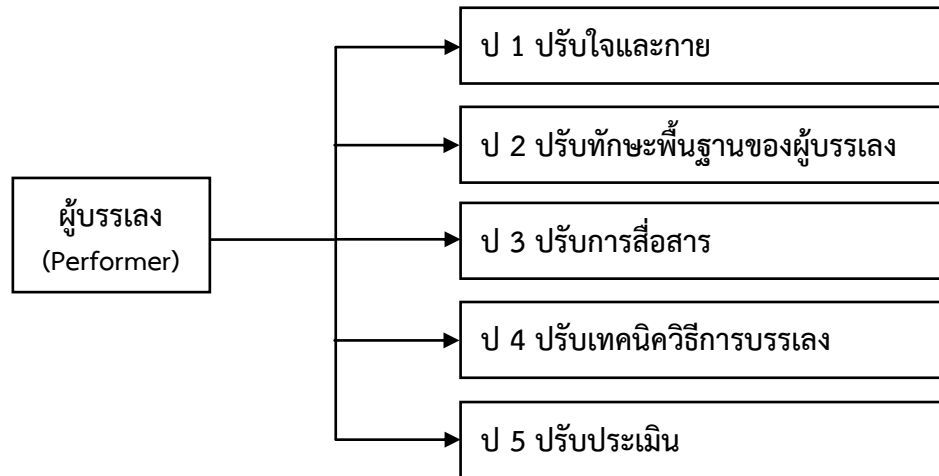 ป 1 ปรับใจและกาย
ป 2 ปรับทักษะพื้นฐานของผู้บรรเลง
ผู้บรรเลง
(Performer)
ป 3 ปรับการสื่อสาร
ป 4 ปรับเทคนิควิธีการบรรเลง
ป 5 ปรับประเมิน